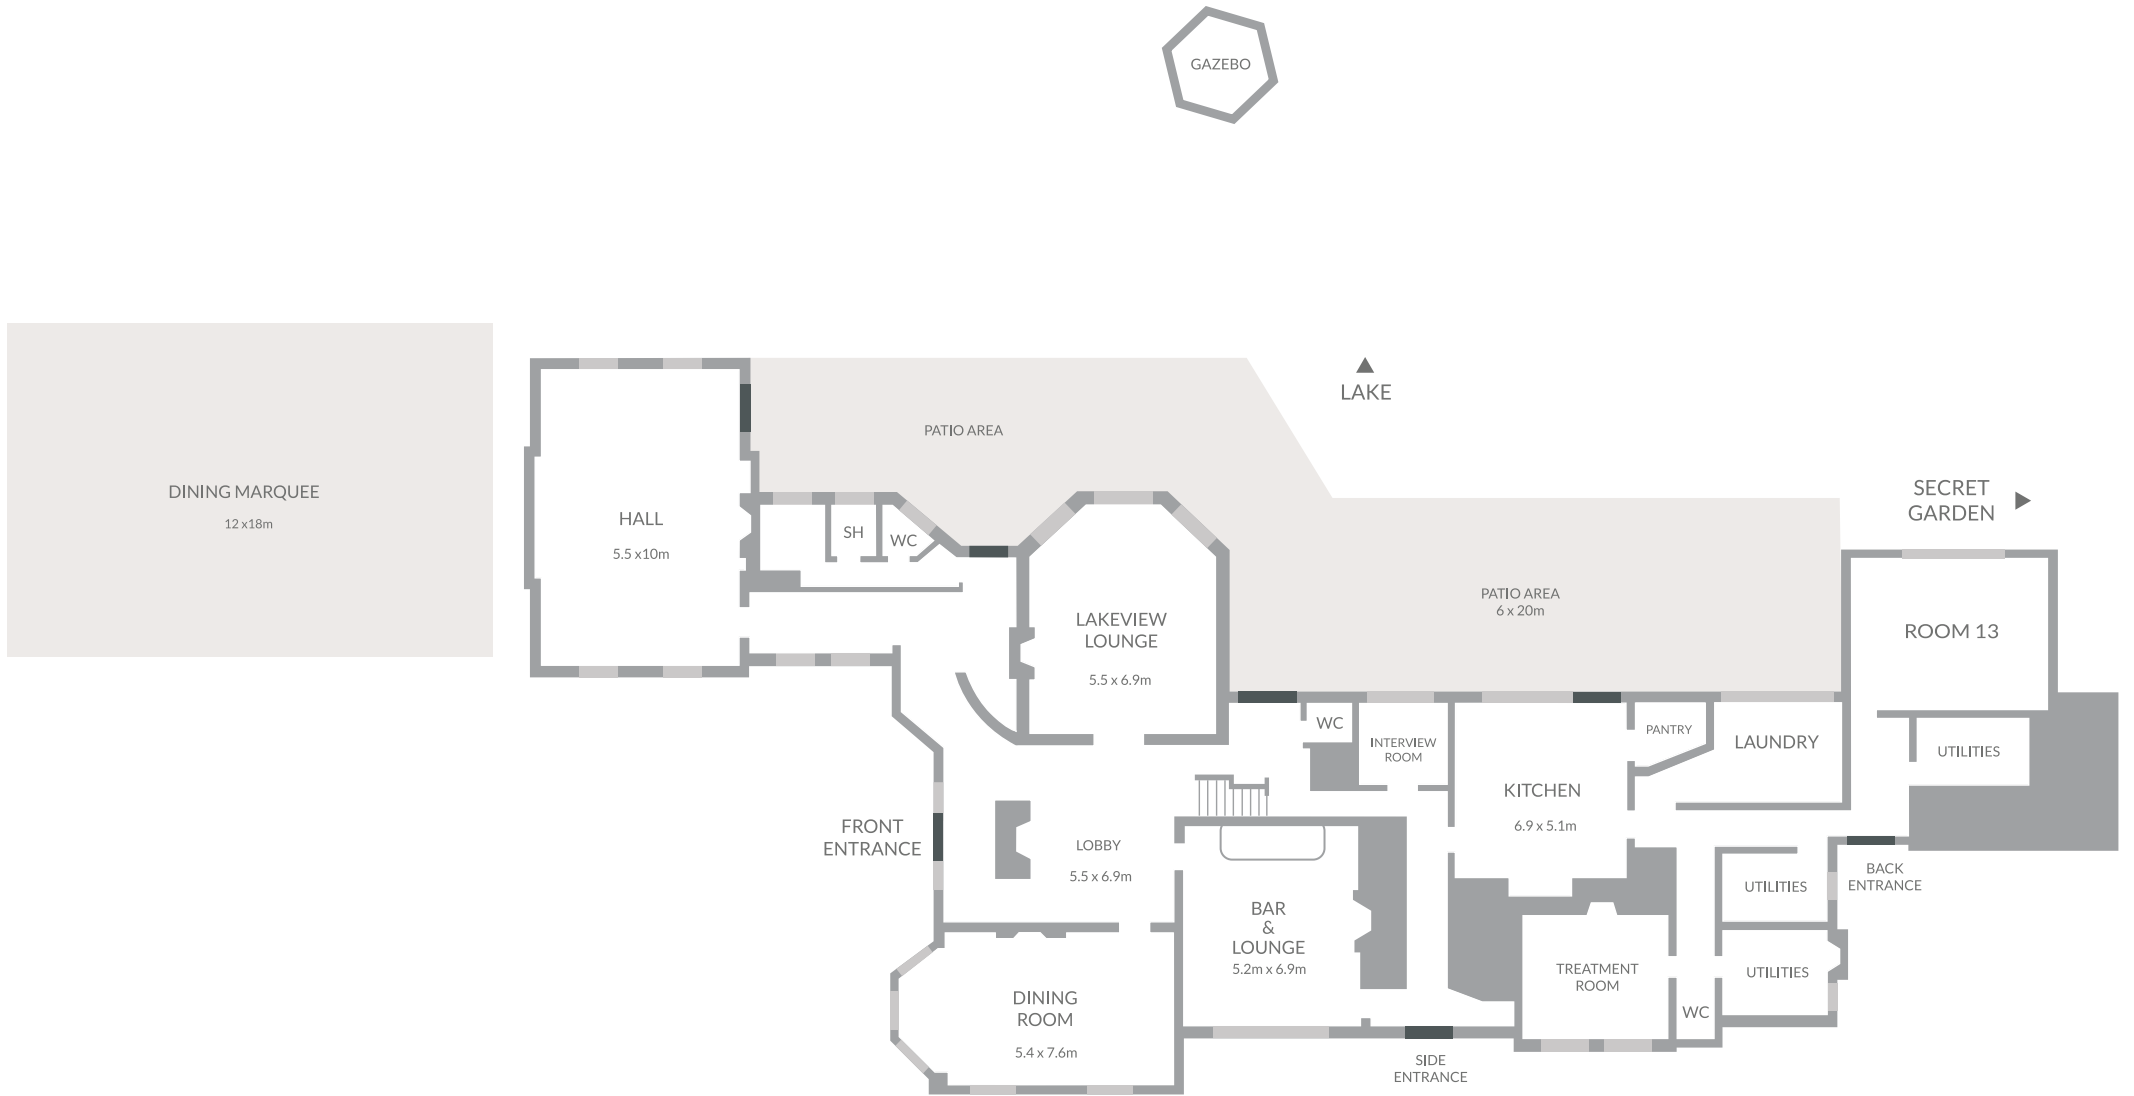 GAZEBO
LAKE
PATIO AREA
DINING MARQUEE
12 x18m
HALL
5.5 x10m
SH
WC
SECRET
GARDEN
LAKEVIEW
LOUNGE
5.5 x 6.9m
PATIO AREA
6 x 20m
ROOM 13
WC
INTERVIEW
ROOM
PANTRY
LAUNDRY
UTILITIES
KITCHEN
6.9 x 5.1m
FRONT
ENTRANCE
LOBBY
5.5 x 6.9m
BACK
ENTRANCE
UTILITIES
BAR
&
LOUNGE
5.2m x 6.9m
TREATMENT
ROOM
UTILITIES
DINING
ROOM
5.4 x 7.6m
WC
SIDE
ENTRANCE